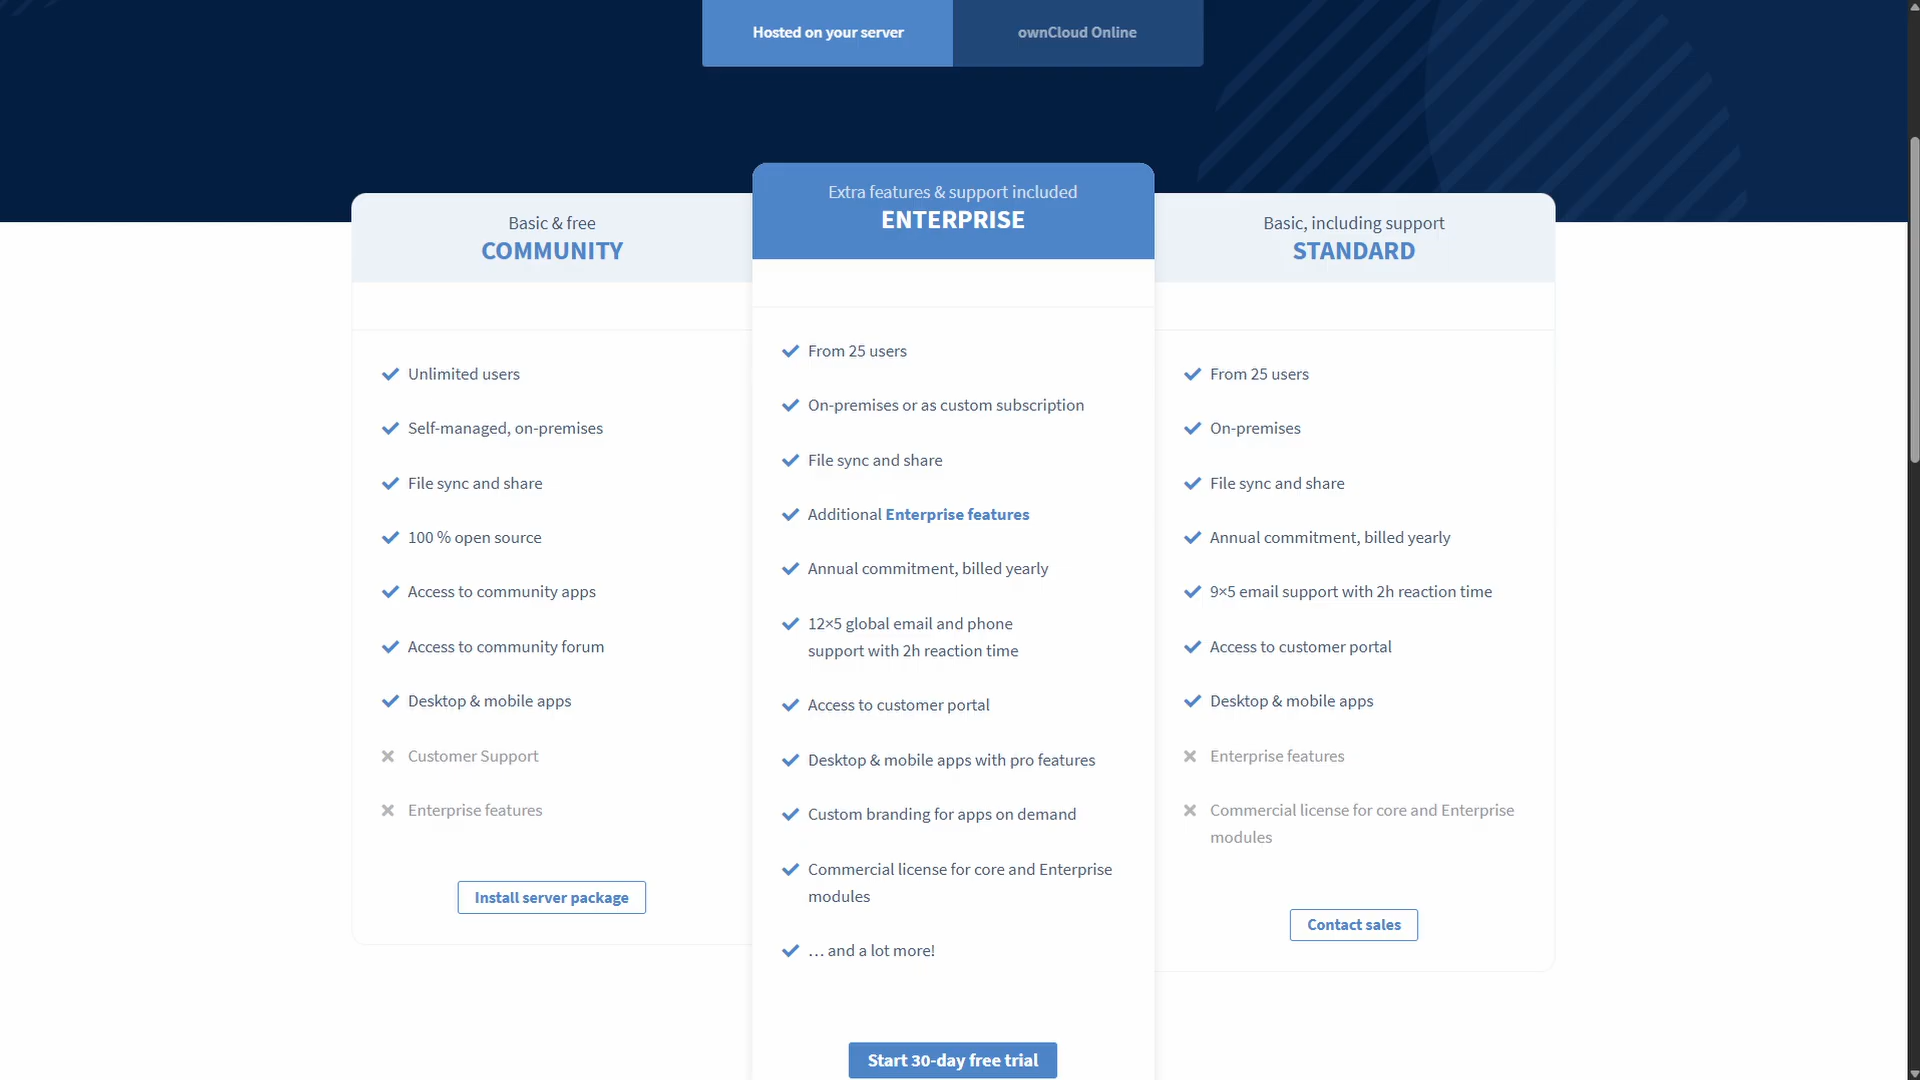 Hosted on your server
ownCloud Online
Basic & free
COMMUNITY
Unlimited users
Self-managed, on-premises
File sync and share
100 % open source
Access to community apps
Access to community forum
Desktop & mobile apps
Customer Support
Enterprise features
Install server package
Extra features & support included
ENTERPRISE
From 25 users
On-premises or as custom subscription
File sync and share
Additional Enterprise features
Annual commitment, billed yearly
12×5 global email and phone
support with 2h reaction time
Access to customer portal
Desktop & mobile apps with pro features
Custom branding for apps on demand
Commercial license for core and Enterprise
modules
… and a lot more!
Start 30-day free trial
Basic, including support
STANDARD
From 25 users
On-premises
File sync and share
Annual commitment, billed yearly
9×5 email support with 2h reaction time
Access to customer portal
Desktop & mobile apps
Enterprise features
Commercial license for core and Enterprise
modules
Contact sales